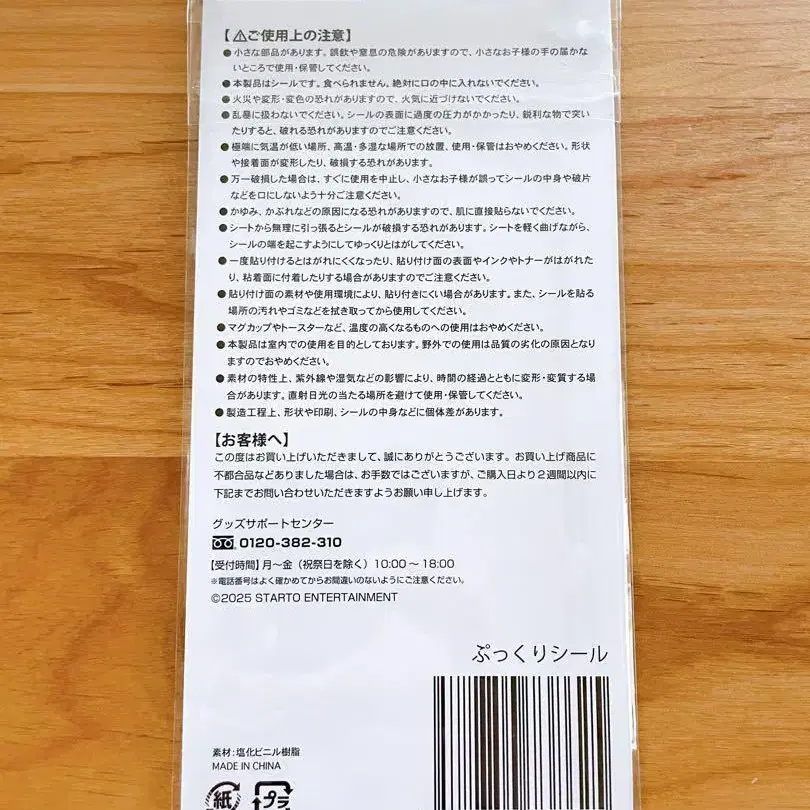 【⚠ご使用上の注意】
●小さな部品があります。誤飲や窒息の危険がありますので、小さなお子様の手の届かな
いところで使用・保管してください。
●本製品はシールです。食べられません。絶対に口の中に入れないでください。
●火災や変形・変色の恐れがありますので、火気に近づけないでください。
●乱暴に扱わないでください。シールの表面に過度の圧力がかかったり、鋭利な物で突い
たりすると、破れる恐れがありますのでご注意ください。
●極端に気温が低い場所、高温・多湿な場所での放置、使用・保管はおやめください。形状
や接着面が変形したり、破損する恐れがあります。
●万一破損した場合は、すぐに使用を中止し、小さなお子様が誤ってシールの中身や破片
などを口にしないよう十分ご注意ください。
●かゆみ、かぶれなどの原因になる恐れがありますので、肌に直接貼らないでください。
●シートから無理に引っ張るとシールが破損する恐れがあります。シートを軽く曲げながら、
シールの端を起こすようにしてゆっくりとはがしてください。
●一度貼り付けるとはがれにくくなったり、貼り付け面の表面やインクやトナーがはがれた
り、粘着面に付着したりする場合がありますのでご注意ください。
●貼り付け面の素材や使用環境により、貼り付きにくい場合があります。また、シールを貼る
場所の汚れやゴミなどを拭き取ってから使用してください。
●マグカップやトースターなど、温度の高くなるものへの使用はおやめください。
●本製品は室内での使用を目的としております。野外での使用は品質の劣化の原因となり
ますのでおやめください。
●素材の特性上、紫外線や湿気などの影響により、時間の経過とともに変形・変質する場
合があります。直射日光の当たる場所を避けて使用・保管してください。
●製造工程上、形状や印刷、シールの中身などに個体差があります。
【お客様へ】
この度はお買い上げいただきまして、誠にありがとうございます。お買い上げ商品に
不都合品などありました場合は、お手数ではございますが、ご購入日より2週間以内に
下記までお問い合わせいただきますようお願い申し上げます。
グッズサポートセンター
0120-382-310
【受付時間】月～金（祝祭日を除く）10:00～18:00
※電話番号はよく確かめてからお間違いのないようにご注意ください。
©2025 STARTO ENTERTAINMENT
ぷっくりシール
素材:塩化ビニル樹脂
MADE IN CHINA
紙 プラ